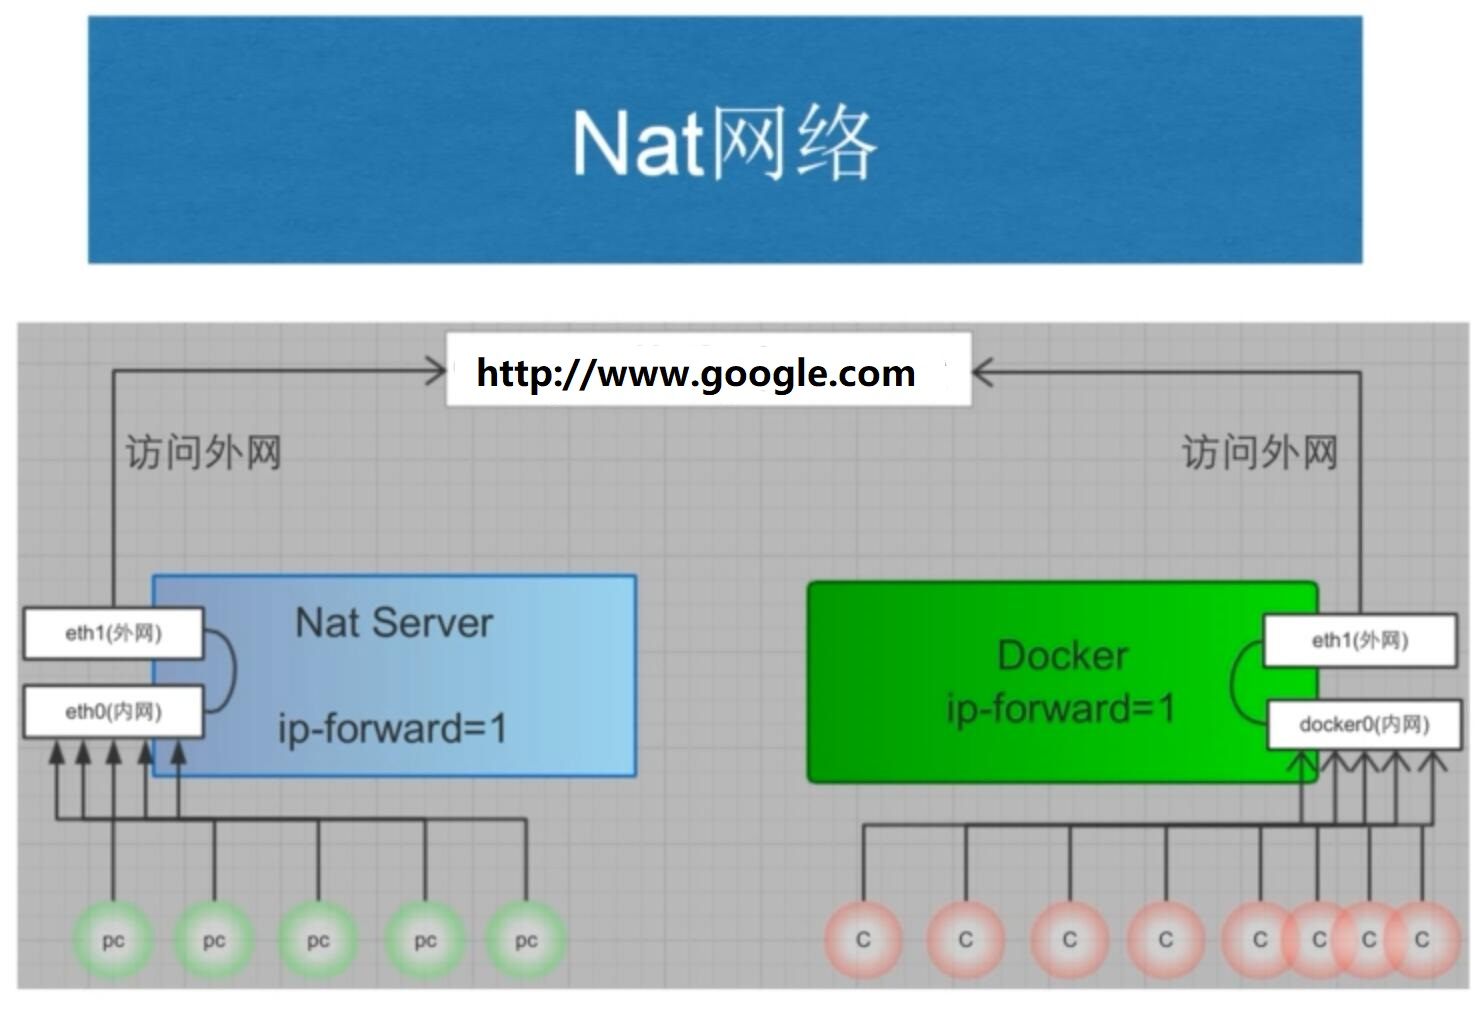 Nat网络
http://www.google.com
访问外网
访问外网
Nat Server
ip-forward=1
eth1(外网)
eth0(内网)
Docker
ip-forward=1
eth1(外网)
docker0(内网)
pc
pc
pc
pc
pc
C
C
C
C
C
C
C
C